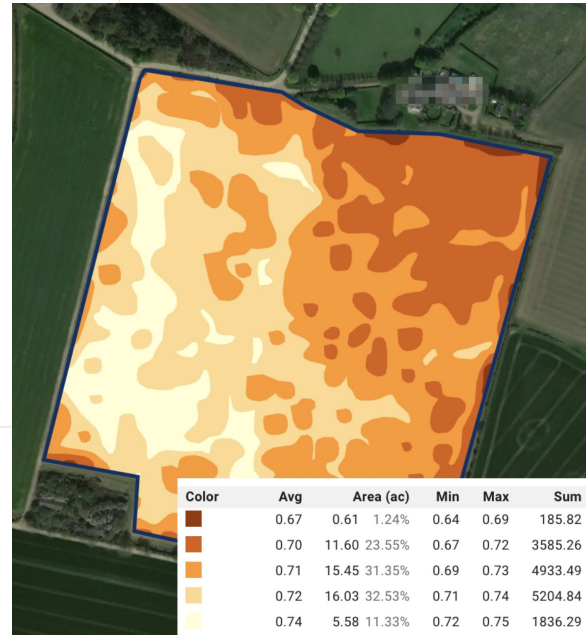 Color Avg Area (ac) Min Max Sum
0.67 0.61 1.24% 0.64 0.69 185.82
0.70 11.60 23.55% 0.67 0.72 3585.26
0.71 15.45 31.35% 0.69 0.73 4933.49
0.72 16.03 32.53% 0.71 0.74 5204.84
0.74 5.58 11.33% 0.72 0.75 1836.29